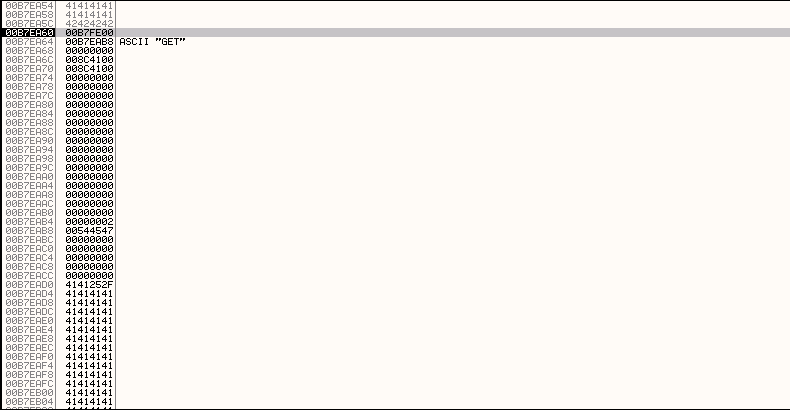 00B7EA54 41414141
00B7EA58 41414141
00B7EA5C 42424242
00B7EA60 00B7FE00
00B7EA64 00B7EAB8 ASCII "GET"
00B7EA68 00000000
00B7EA6C 008C4100
00B7EA70 008C4100
00B7EA74 00000000
00B7EA78 00000000
00B7EA7C 00000000
00B7EA80 00000000
00B7EA84 00000000
00B7EA88 00000000
00B7EA8C 00000000
00B7EA90 00000000
00B7EA94 00000000
00B7EA98 00000000
00B7EA9C 00000000
00B7EAA0 00000000
00B7EAA4 00000000
00B7EAA8 00000000
00B7EAAC 00000000
00B7EAB0 00000000
00B7EAB4 00000002
00B7EAB8 00544547
00B7EABC 00000000
00B7EAC0 00000000
00B7EAC4 00000000
00B7EAC8 00000000
00B7EACC 00000000
00B7EAD0 4141252F
00B7EAD4 41414141
00B7EAD8 41414141
00B7EADC 41414141
00B7EAE0 41414141
00B7EAE4 41414141
00B7EAE8 41414141
00B7EAEC 41414141
00B7EAF0 41414141
00B7EAF4 41414141
00B7EAF8 41414141
00B7EAFC 41414141
00B7EB00 41414141
00B7EB04 41414141